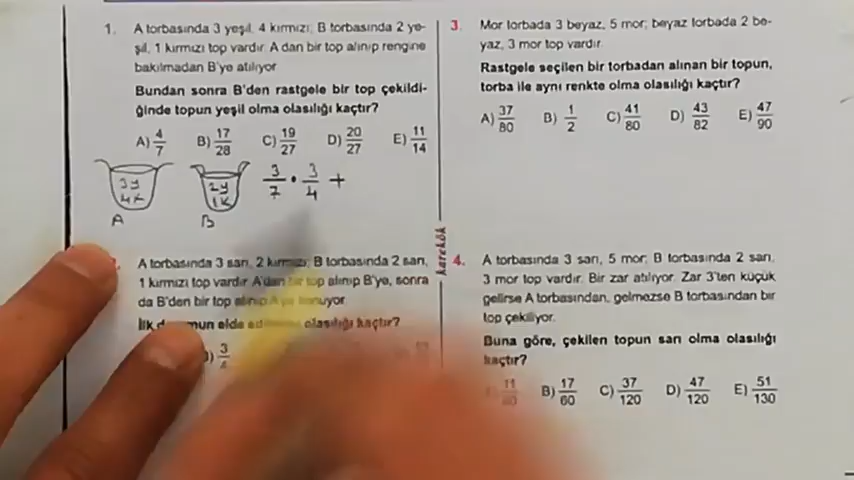 1. A torbasında 3 yeşil, 4 kırmızı; B torbasında 2 ye-
şil, 1 kırmızı top vardır. A dan bir top alınıp rengine
bakılmadan B'ye atılıyor.
Bundan sonra B'den rastgele bir top çekildi-
ğinde topun yeşil olma olasılığı kaçtır?
A) 4/7 B) 17/28 C) 19/27 D) 20/27 E) 11/14
3y 2y 3/7 · 3/4 +
4K 1K
A B
A torbasında 3 sarı, 2 kırmızı; B torbasında 2 sarı,
1 kırmızı top vardır. A'dan bir top alınıp B'ye, sonra
da B'den bir top alınıp A'ya konuyor.
İlk olasılığı kaçtır?
3
karekök
3. Mor torbada 3 beyaz, 5 mor; beyaz torbada 2 be-
yaz, 3 mor top vardır.
Rastgele seçilen bir torbadan alınan bir topun,
torba ile aynı renkte olma olasılığı kaçtır?
A) 37/80 B) 1/2 C) 41/80 D) 43/82 E) 47/90
4. A torbasında 3 sarı, 5 mor, B torbasında 2 sarı,
3 mor top vardır. Bir zar atılıyor. Zar 3'ten küçük
gelirse A torbasından, gelmezse B torbasından bir
top çekiliyor.
Buna göre, çekilen topun sarı olma olasılığı
kaçtır?
11 B) 17/60 C) 37/120 D) 47/120 E) 51/130